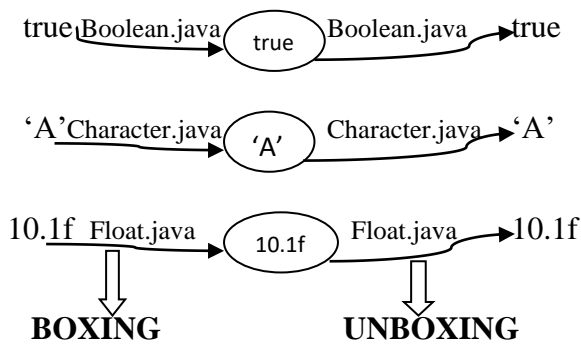 true Boolean.java true Boolean.java true
‘A’ Character.java ‘A’ Character.java ‘A’
10.1f Float.java 10.1f Float.java 10.1f
BOXING UNBOXING